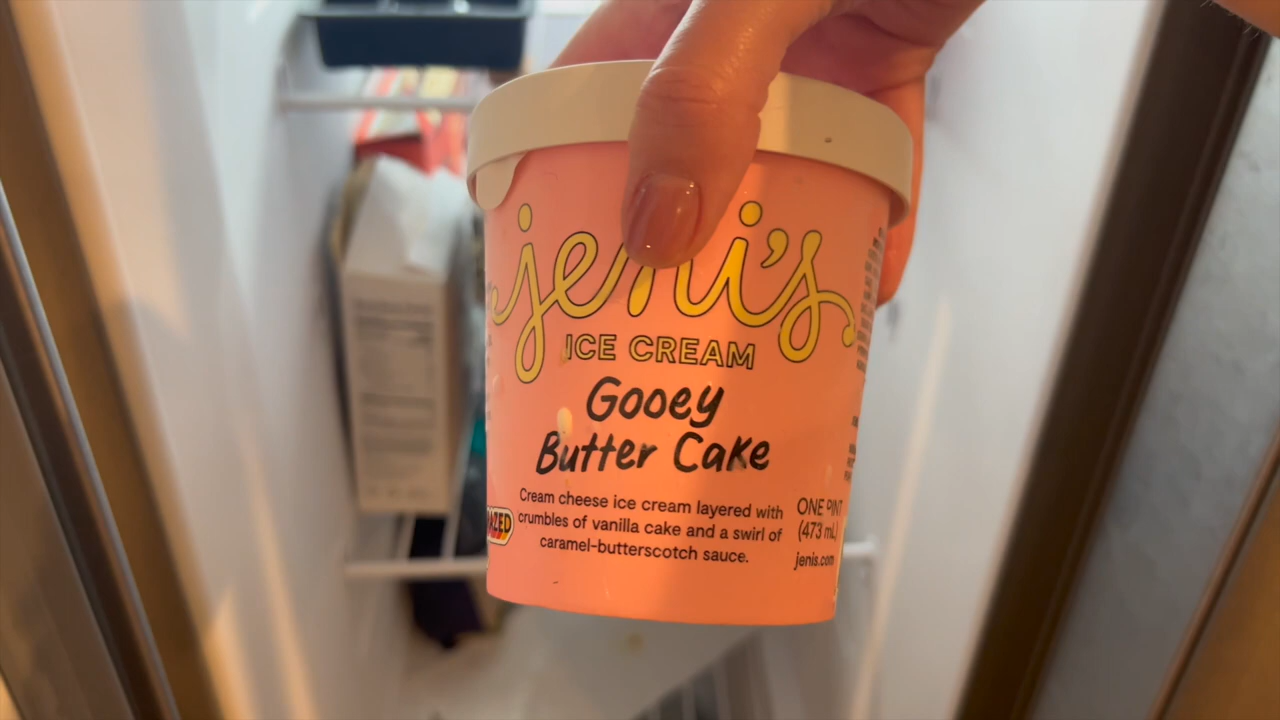 jeni's
ICE CREAM
Gooey
Butter Cake
Cream cheese ice cream layered with
crumbles of vanilla cake and a swirl of
caramel-butterscotch sauce.
ONE PINT
(473 mL)
jenis.com